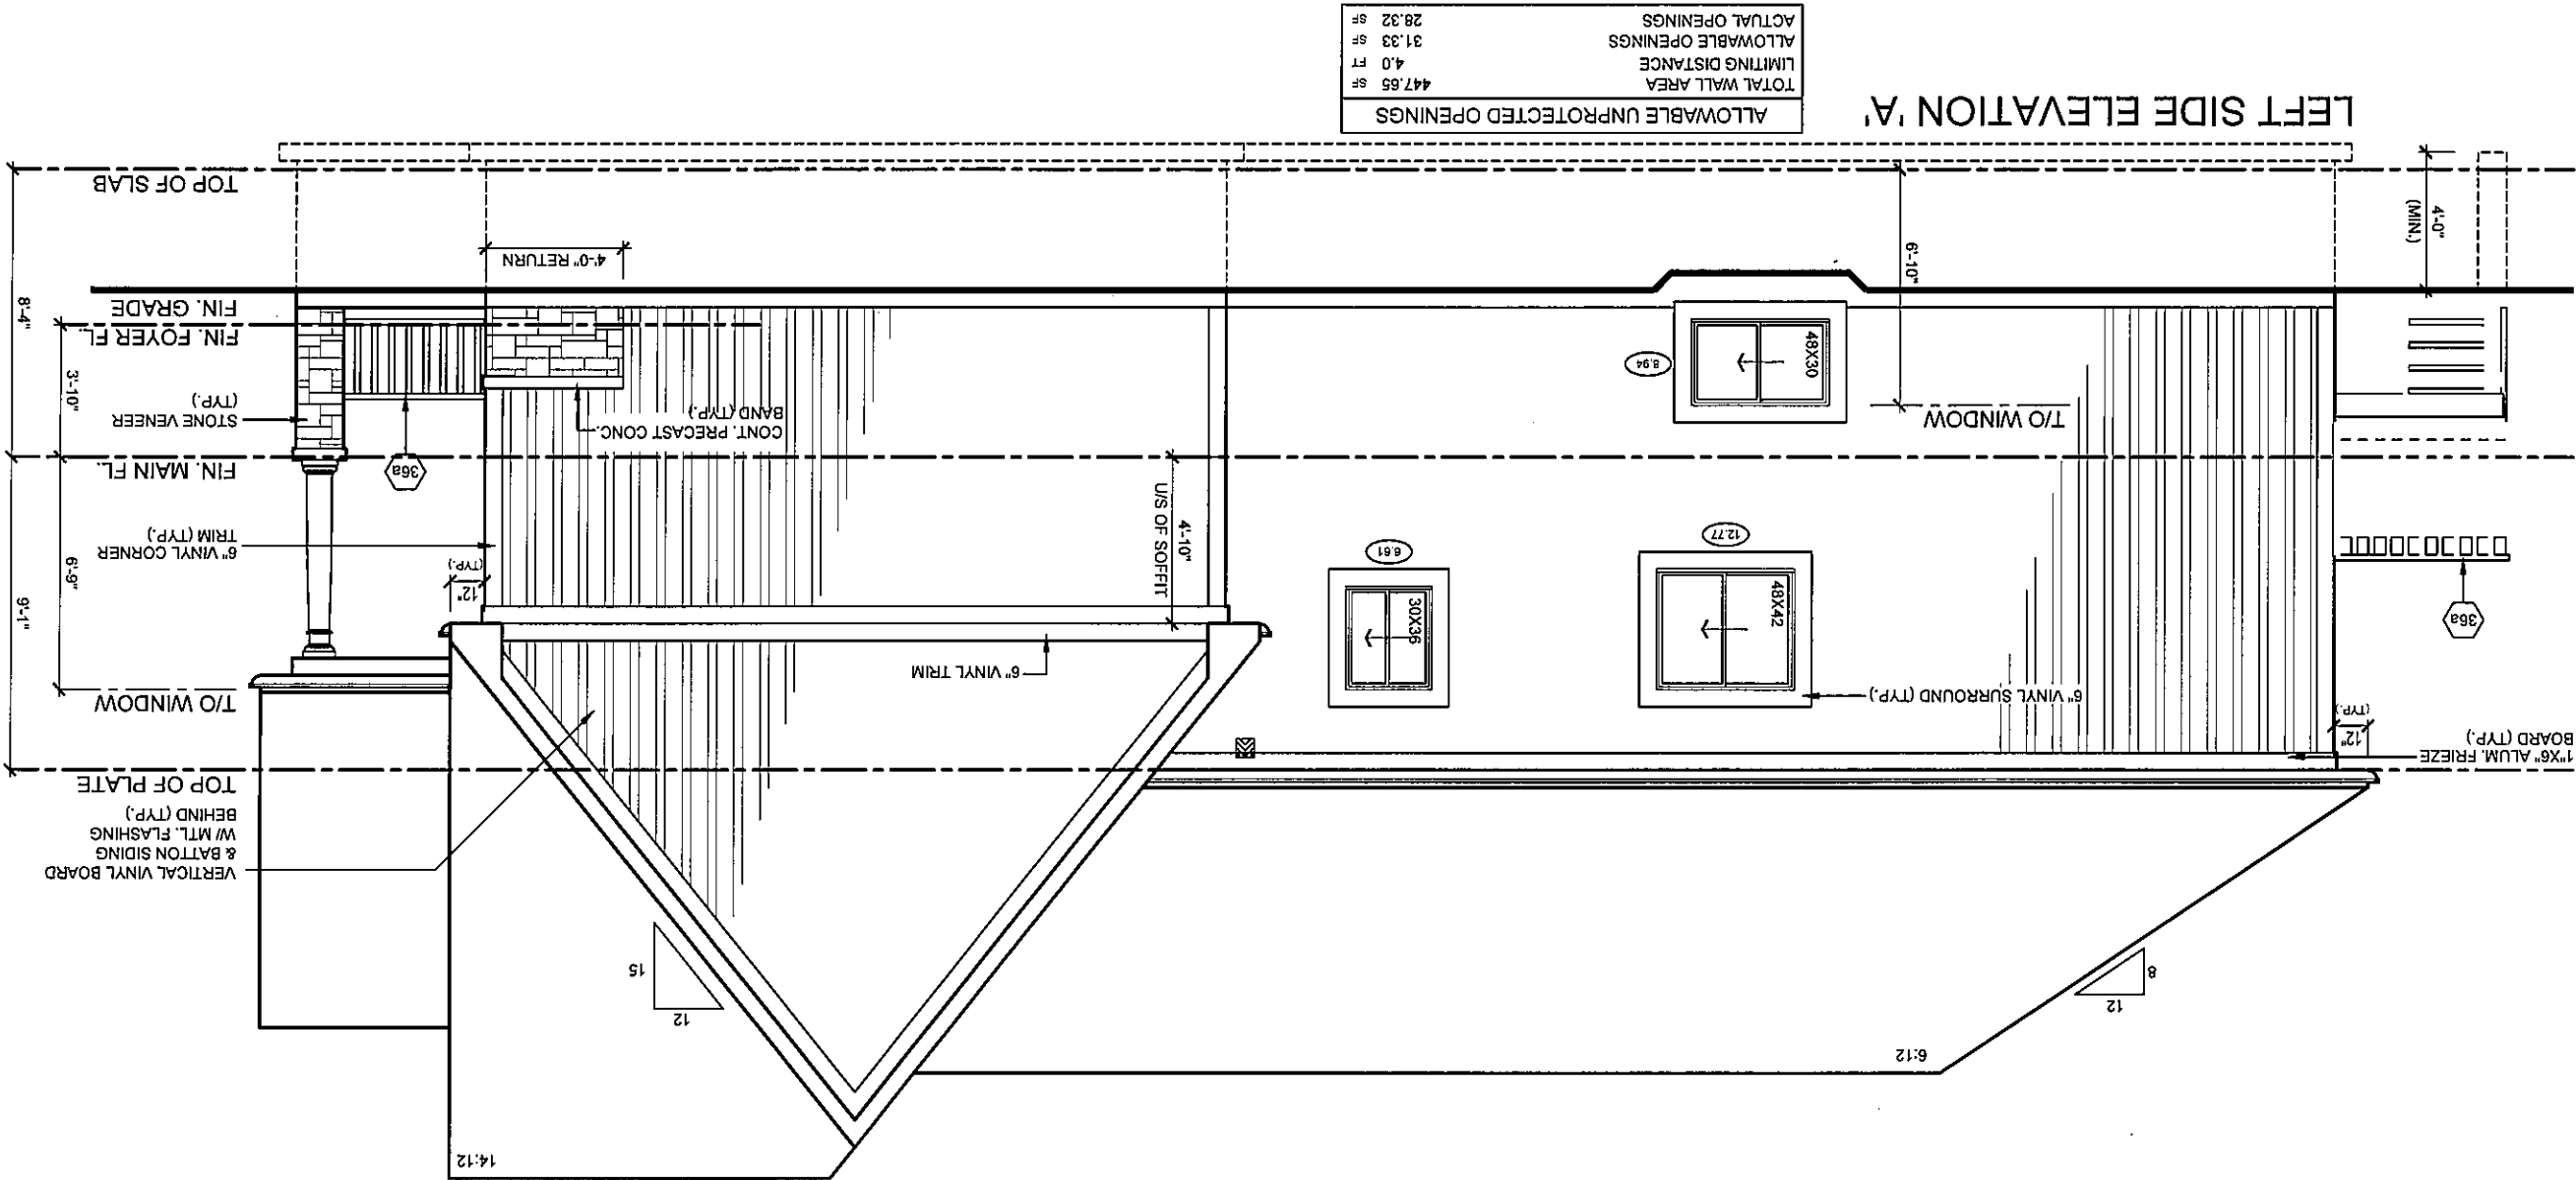 14:12
6:12
12
8
12
15
VERTICAL VINYL BOARD
& BATTON SIDING
W/ MTL. FLASHING
BEHIND (TYP.)
TOP OF PLATE
1"X6" ALUM. FRIEZE
BOARD (TYP.)
12"
(TYP.)
6" VINYL SURROUND (TYP.)
T/O WINDOW
6" VINYL TRIM
36a
48X42
30X36
12.77
6.61
4'-10"
U/S OF SOFFIT
12"
(TYP.)
6" VINYL CORNER
TRIM (TYP.)
6'-9"
9'-1"
FIN. MAIN FL.
36a
T/O WINDOW
CONT. PRECAST CONC.
BAND (TYP.)
STONE VENEER
(TYP.)
48X30
8.94
3'-10"
8'-4"
FIN. FOYER FL.
FIN. GRADE
6'-10"
4'-0" RETURN
4'-0"
(MIN.)
TOP OF SLAB
LEFT SIDE ELEVATION 'A'
ALLOWABLE UNPROTECTED OPENINGS
TOTAL WALL AREA 447.65 SF
LIMITING DISTANCE 4.0 FT
ALLOWABLE OPENINGS 31.33 SF
ACTUAL OPENINGS 28.32 SF